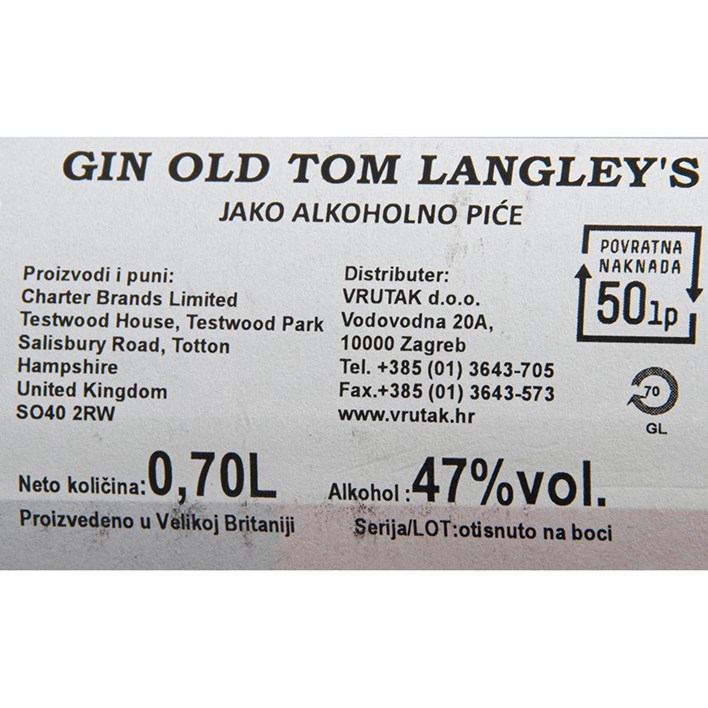 GIN OLD TOM LANGLEY'S
JAKO ALKOHOLNO PIĆE
POVRATNA
NAKNADA
50lp
Proizvodi i puni:
Charter Brands Limited
Testwood House, Testwood Park
Salisbury Road, Totton
Hampshire
United Kingdom
SO40 2RW
Distributer:
VRUTAK d.o.o.
Vodovodna 20A,
10000 Zagreb
Tel. +385 (01) 3643-705
Fax.+385 (01) 3643-573
www.vrutak.hr
70
GL
Neto količina:0,70L
Alkohol :47%vol.
Proizvedeno u Velikoj Britaniji
Serija/LOT:otisnuto na boci